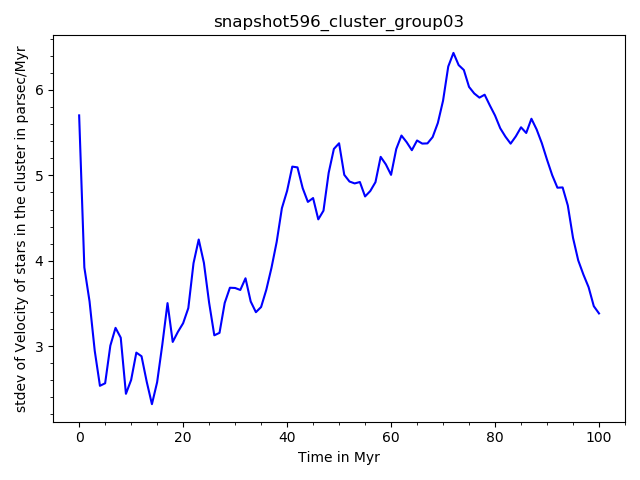 snapshot596_cluster_group03
stdev of Velocity of stars in the cluster in parsec/Myr
6
5
4
3
0 20 40 60 80 100
Time in Myr